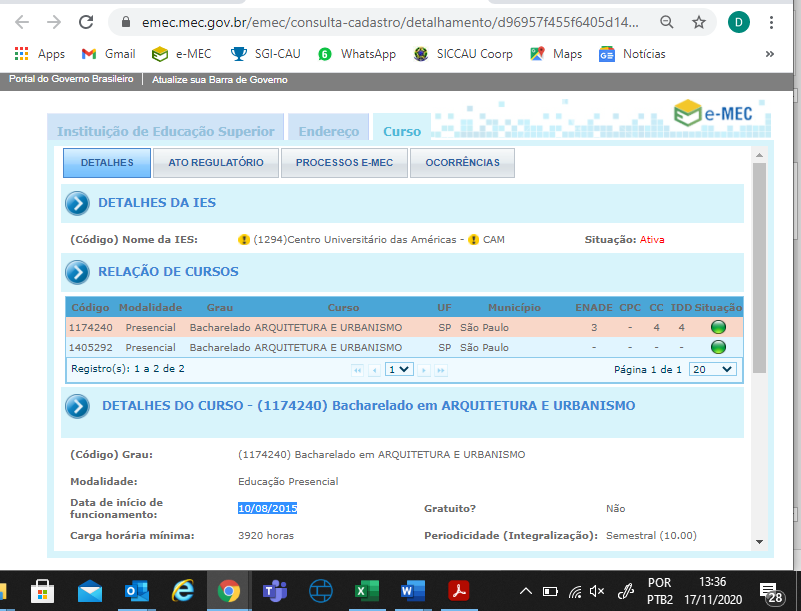 emec.mec.gov.br/emec/consulta-cadastro/detalhamento/d96957f455f6405d14...
D
Apps Gmail e-MEC SGI-CAU 6 WhatsApp SICCAU Coorp Maps Notícias »
Portal do Governo Brasileiro Atualize sua Barra de Governo
e-MEC
Instituição de Educação Superior Endereço Curso
DETALHES ATO REGULATÓRIO PROCESSOS E-MEC OCORRÊNCIAS
DETALHES DA IES
(Código) Nome da IES: (1294)Centro Universitário das Américas - CAM Situação: Ativa
RELAÇÃO DE CURSOS
Código Modalidade Grau Curso UF Município ENADE CPC CC IDD Situação
1174240 Presencial Bacharelado ARQUITETURA E URBANISMO SP São Paulo 3 - 4 4
1405292 Presencial Bacharelado ARQUITETURA E URBANISMO SP São Paulo - - - -
Registro(s): 1 a 2 de 2 1 Página 1 de 1 20
DETALHES DO CURSO - (1174240) Bacharelado em ARQUITETURA E URBANISMO
(Código) Grau: (1174240) Bacharelado em ARQUITETURA E URBANISMO
Modalidade: Educação Presencial
Data de início de
funcionamento: 10/08/2015 Gratuito? Não
Carga horária mínima: 3920 horas Periodicidade (Integralização): Semestral (10.00)
POR 13:36
PTB2 17/11/2020 28